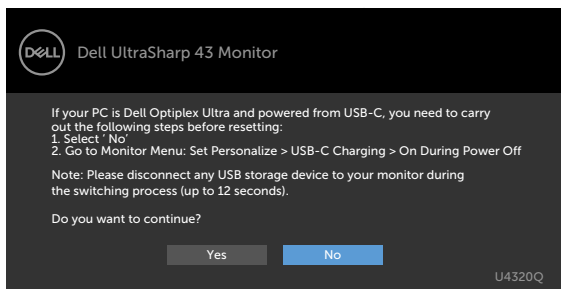 DELL
Dell UltraSharp 43 Monitor
If your PC is Dell Optiplex Ultra and powered from USB-C, you need to carry
out the following steps before resetting:
1. Select ‘ No’
2. Go to Monitor Menu: Set Personalize > USB-C Charging > On During Power Off
Note: Please disconnect any USB storage device to your monitor during
the switching process (up to 12 seconds).
Do you want to continue?
Yes No
U4320Q